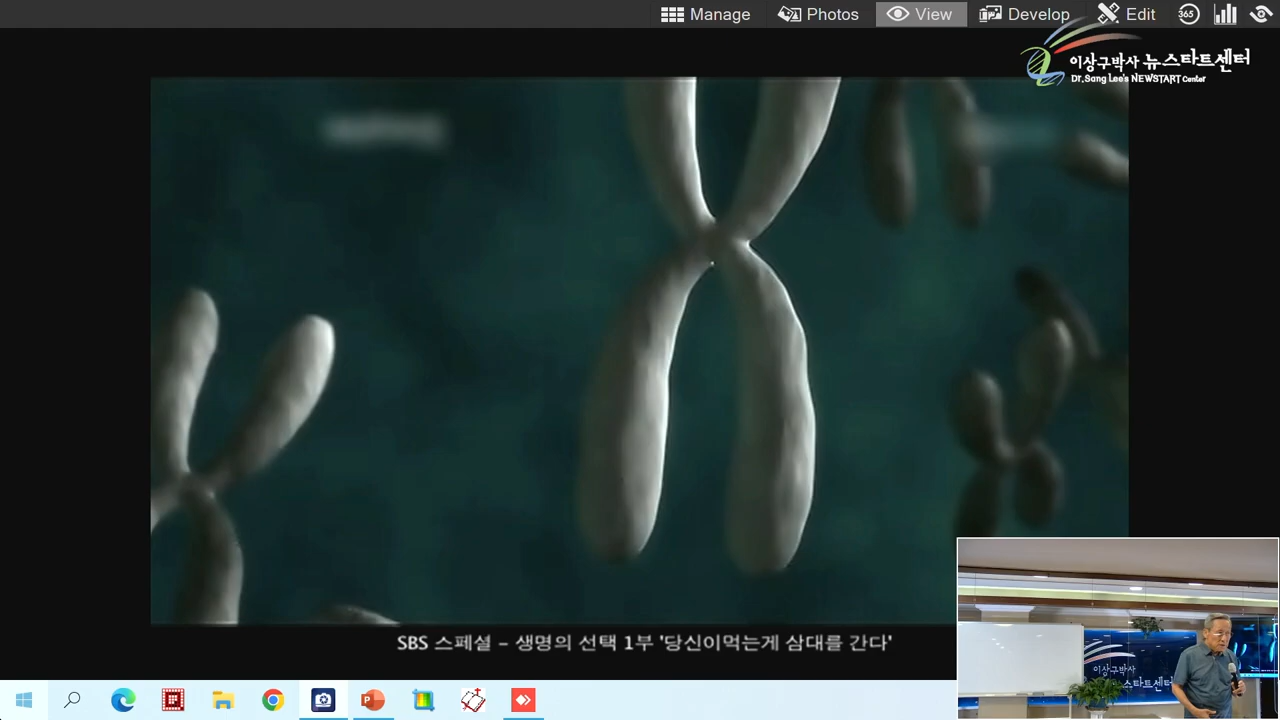 Manage Photos View Develop Edit 365
이상구박사 뉴스타트센터
Dr.Sang Lee's NEWSTART Center
SBS 스페셜 – 생명의 선택 1부 '당신이먹는게 삼대를 간다'
이상구박사
뉴스타트센터